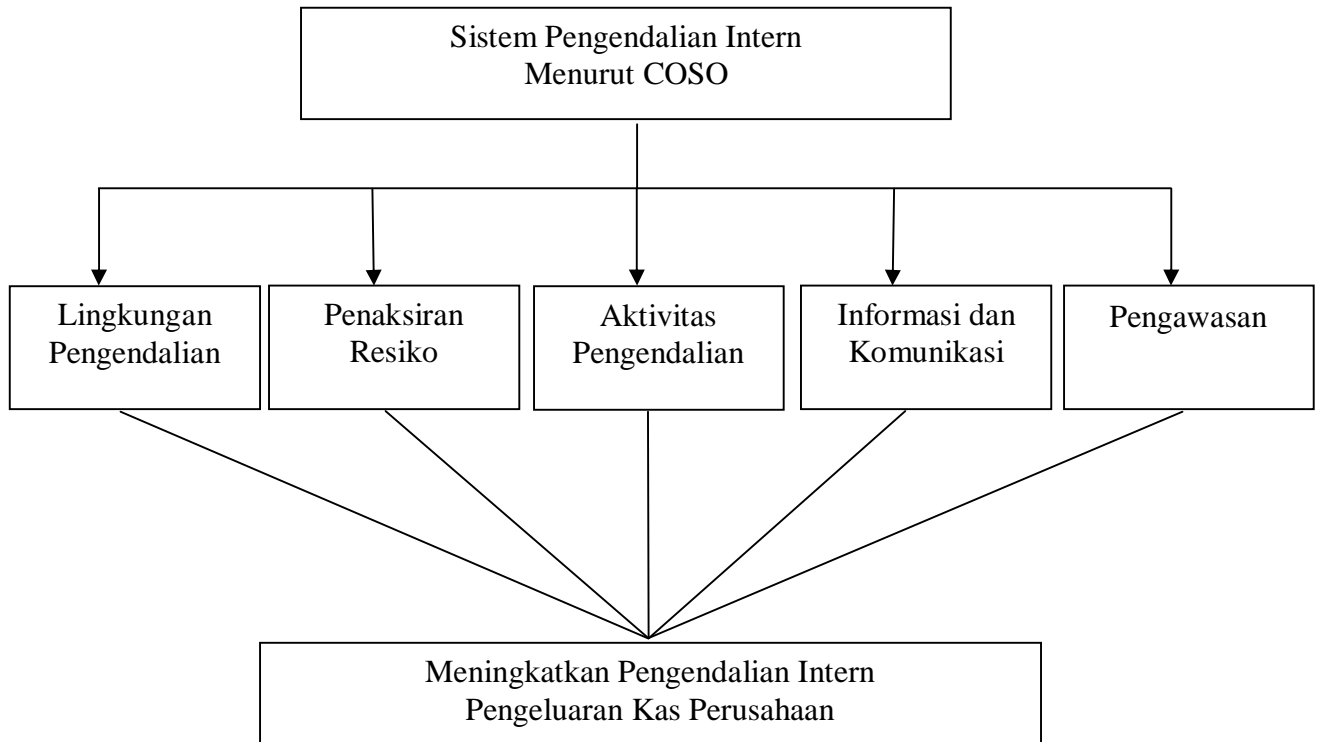 Sistem Pengendalian Intern
Menurut COSO
Lingkungan
Pengendalian
Penaksiran
Resiko
Aktivitas
Pengendalian
Informasi dan
Komunikasi
Pengawasan
Meningkatkan Pengendalian Intern
Pengeluaran Kas Perusahaan